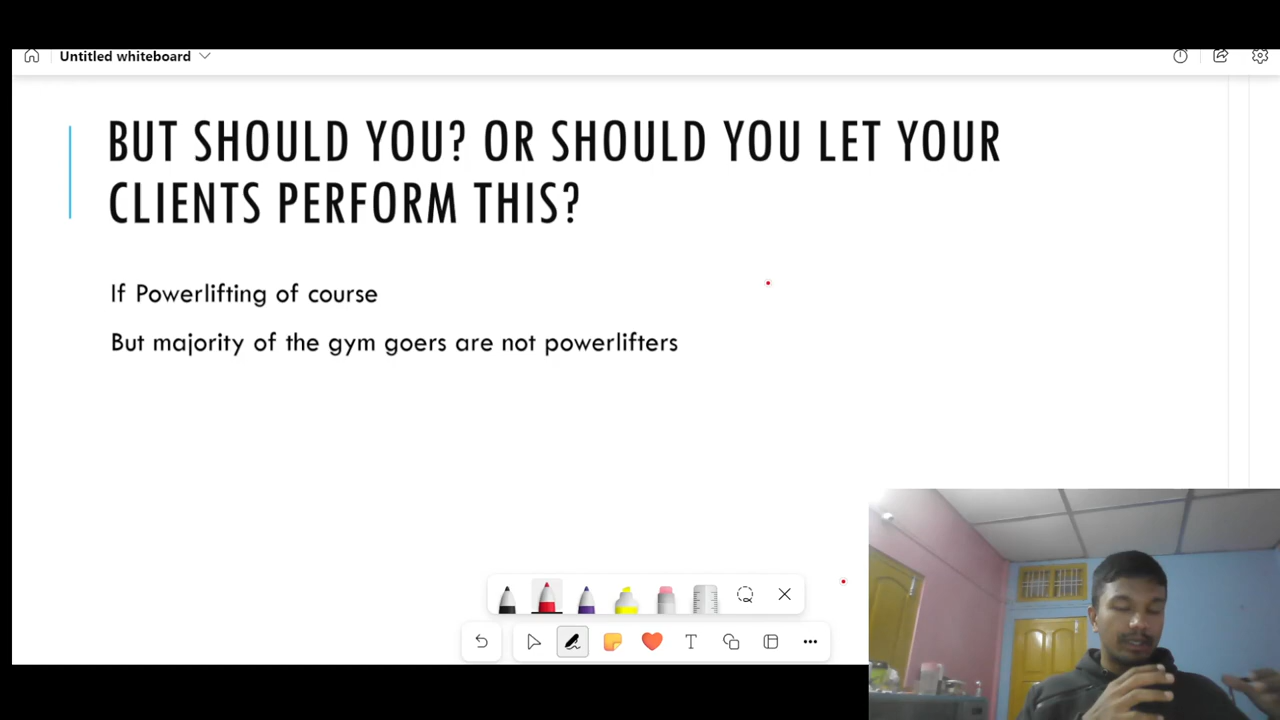 Untitled whiteboard
BUT SHOULD YOU? OR SHOULD YOU LET YOUR
CLIENTS PERFORM THIS?
If Powerlifting of course
But majority of the gym goers are not powerlifters
T